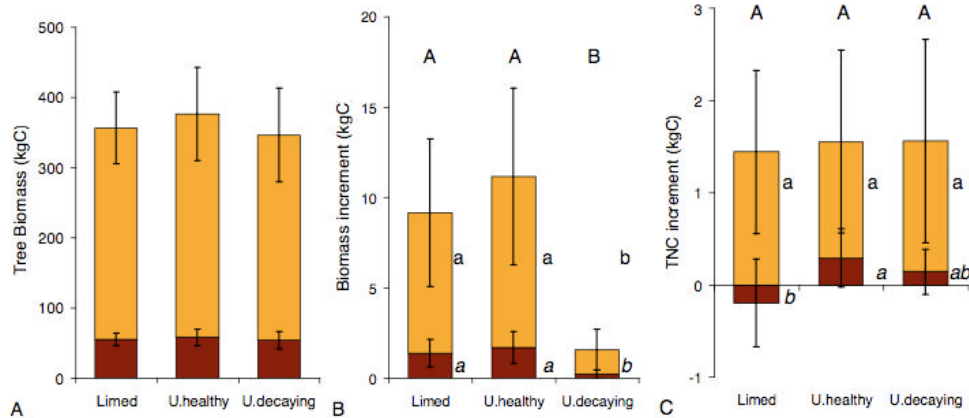 Tree Biomass (kgC)
500
400
300
200
100
0
Limed U.healthy U.decaying
A
Biomass increment (kgC
20
15
10
5
0
A A B
a a b
a a b
Limed U.healthy U.decaying
B
TNC increment (kgC)
3
2
1
0
-1
A A A
a a a
b a ab
Limed U.healthy U.decaying
C